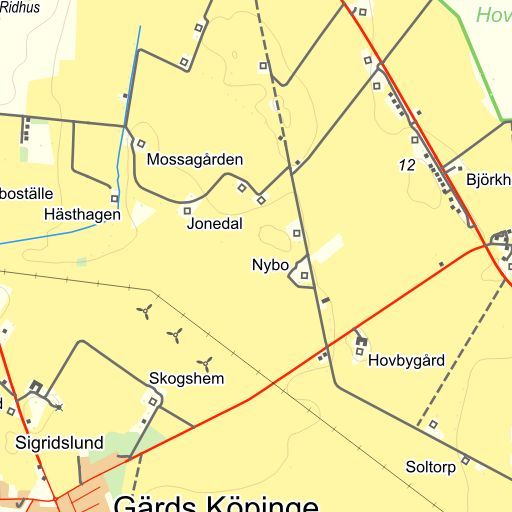 Ridhus
Hov
12
Mossagården
Björkh
boställe
Hästhagen
Jonedal
Nybo
Hovbygård
Skogshem
d
Sigridslund
Soltorp
Gärds Köpinge